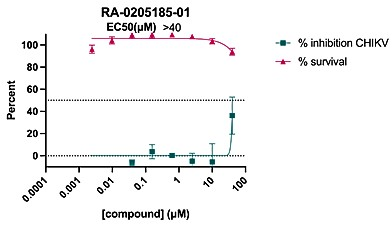 RA-0205185-01
EC50(µM) >40
% inhibition CHIKV
% survival
Percent
100
80
60
40
20
0
0.0001
0.001
0.01
0.1
1
10
100
[compound] (µM)